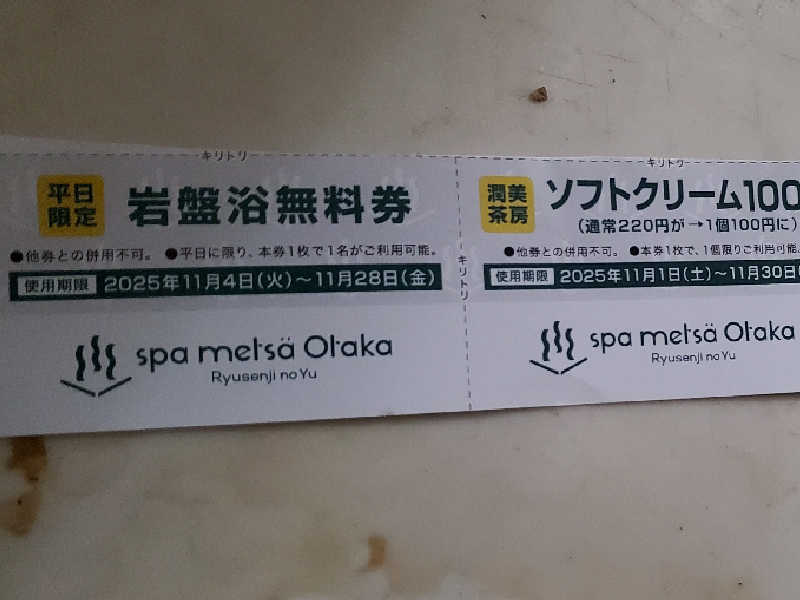 キリトリ
平日
限定
岩盤浴無料券
●他券との併用不可。 ●平日に限り、本券1枚で1名がご利用可能。
使用期限 2025年11月4日(火)～11月28日(金)
spa metsä Otaka
Ryusenji no Yu
キリトリ
キリトリ
潤美
茶房
ソフトクリーム100
(通常220円が→1個100円に)
●他券との併用不可。 ●本券1枚で、1個限りご利用可能。
使用期限 2025年11月1日(土)～11月30日(
spa metsä Otaka
Ryusenji no Yu